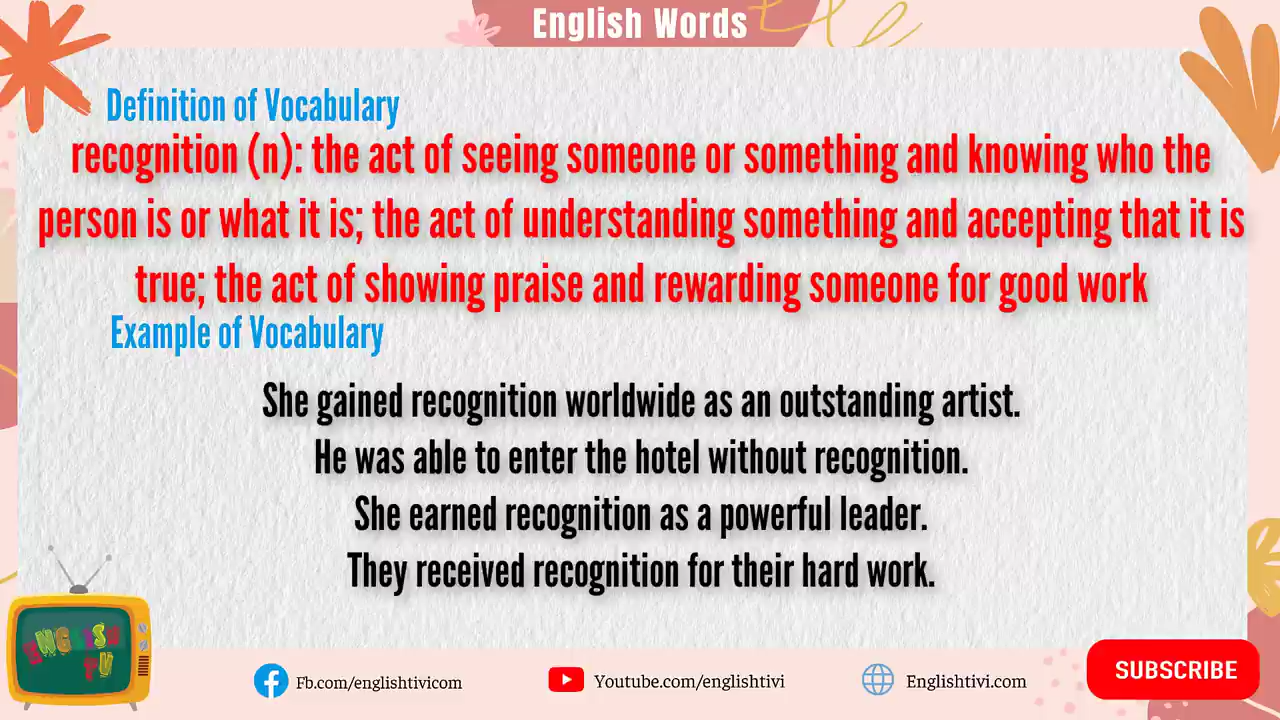 English Words
Definition of Vocabulary
recognition (n): the act of seeing someone or something and knowing who the
person is or what it is; the act of understanding something and accepting that it is
true; the act of showing praise and rewarding someone for good work
Example of Vocabulary
She gained recognition worldwide as an outstanding artist.
He was able to enter the hotel without recognition.
She earned recognition as a powerful leader.
They received recognition for their hard work.
ENGLISH
TV
Fb.com/englishtivicom
Youtube.com/englishtivi
Englishtivi.com
SUBSCRIBE